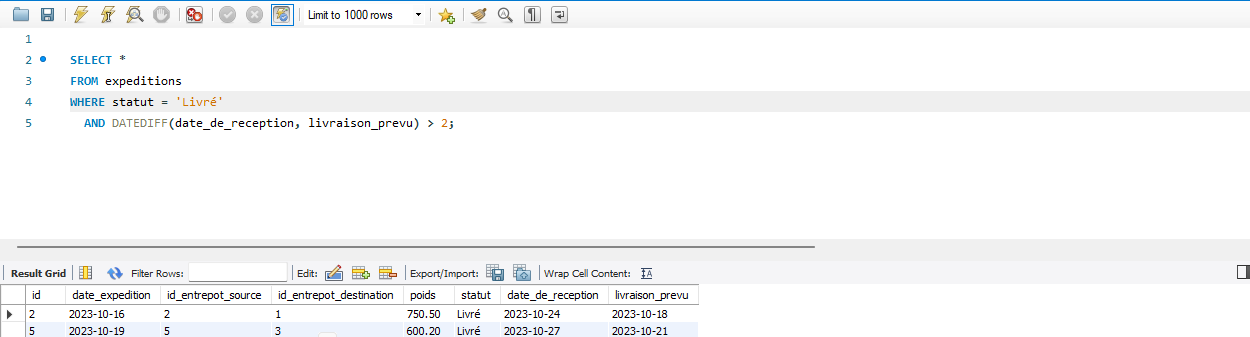 Limit to 1000 rows
1
2 SELECT *
3 FROM expeditions
4 WHERE statut = 'Livré'
5 AND DATEDIFF(date_de_reception, livraison_prevu) > 2;
Result Grid Filter Rows: Edit: Export/Import: Wrap Cell Content:
id date_expedition id_entrepot_source id_entrepot_destination poids statut date_de_reception livraison_prevu
2 2023-10-16 2 1 750.50 Livré 2023-10-24 2023-10-18
5 2023-10-19 5 3 600.20 Livré 2023-10-27 2023-10-21